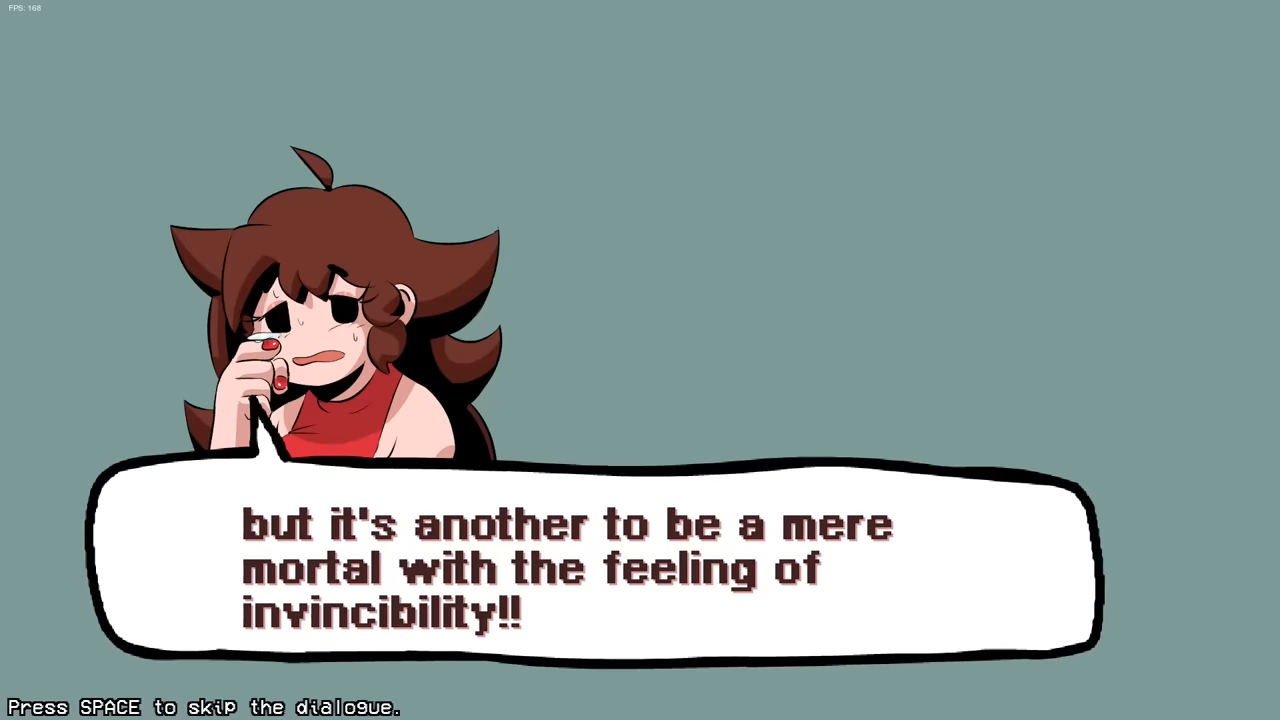 FPS: 168
but it's another to be a mere
mortal with the feeling of
invincibility!!
Press SPACE to skip the dialogue.